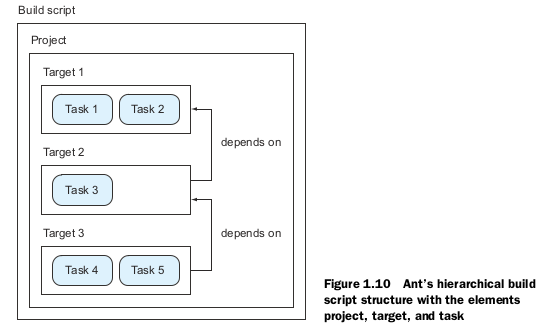 Build script
Project
Target 1
Task 1
Task 2
depends on
Target 2
Task 3
depends on
Target 3
Task 4
Task 5
Figure 1.10 Ant's hierarchical build
script structure with the elements
project, target, and task